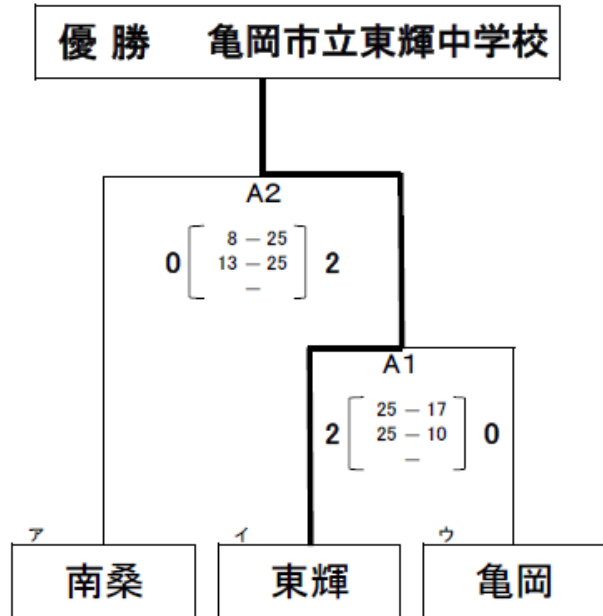 優 勝 亀岡市立東輝中学校
A2
0 8 － 25 2
13 － 25
－
A1
2 25 － 17 0
25 － 10
－
ア イ ウ
南桑 東輝 亀岡